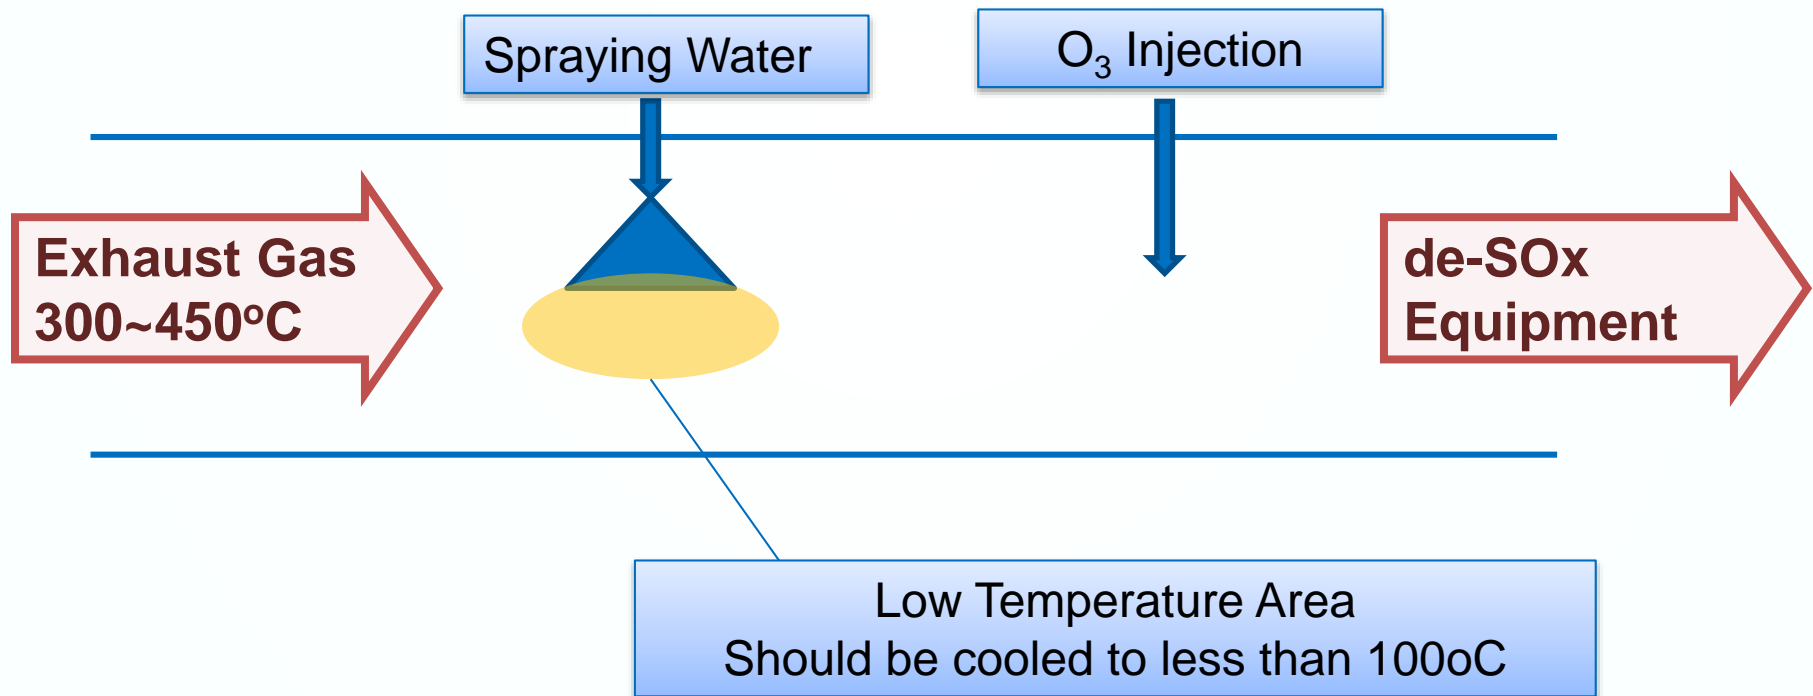 Spraying Water
O₃ Injection
Exhaust Gas
300~450ºC
de-SOx
Equipment
Low Temperature Area
Should be cooled to less than 100oC